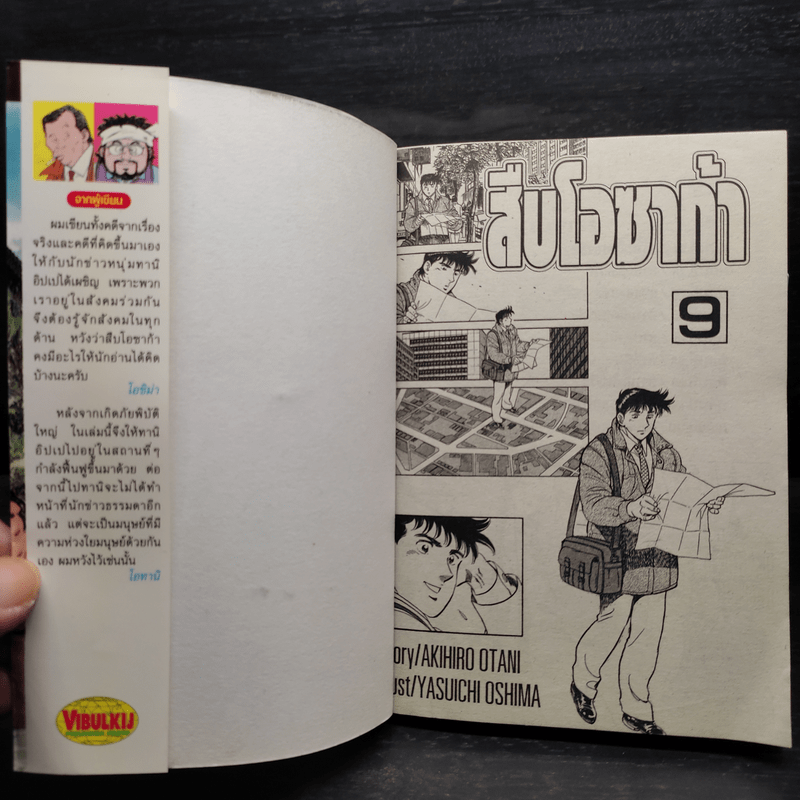 จากผู้เขียน
ผมเขียนทั้งคดีจากเรื่อง
จริงและคดีที่คิดขึ้นมาเอง
ให้กับนักข่าวหนุ่มทานิ
อิปเปได้เผชิญ เพราะพวก
เราอยู่ในสังคมร่วมกัน
จึงต้องรู้จักสังคมในทุก
ด้าน หวังว่าสืบโอซาก้า
คงมีอะไรให้นักอ่านได้คิด
บ้างนะครับ
โอชิม่า
หลังจากเกิดภัยพิบัติ
ใหญ่ ในเล่มนี้จึงให้ทานิ
อิปเปไปอยู่ในสถานที่ๆ
กำลังฟื้นฟูขึ้นมาด้วย ต่อ
จากนี้ไปทานิจะไม่ได้ทำ
หน้าที่นักข่าวธรรมดาอีก
แล้ว แต่จะเป็นมนุษย์ที่มี
ความห่วงใยมนุษย์ด้วยกัน
เอง ผมหวังไว้เช่นนั้น
โอทานิ
VIBULKIJ
สืบโอซาก้า
9
ory/AKIHIRO OTANI
ust/YASUICHI OSHIMA